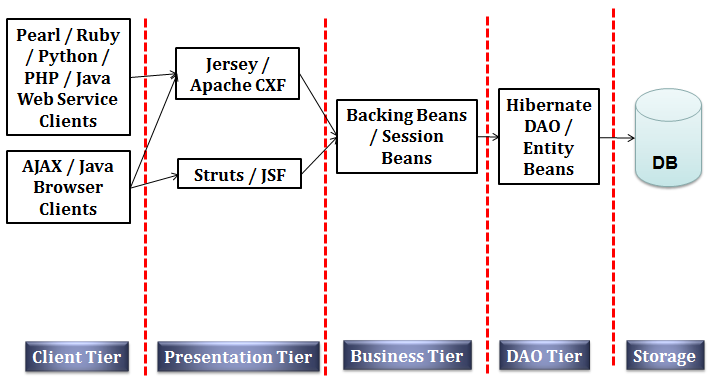 Pearl / Ruby
/ Python /
PHP / Java
Web Service
Clients
AJAX / Java
Browser
Clients
Jersey /
Apache CXF
Struts / JSF
Backing Beans
/ Session
Beans
Hibernate
DAO /
Entity
Beans
DB
Client Tier
Presentation Tier
Business Tier
DAO Tier
Storage